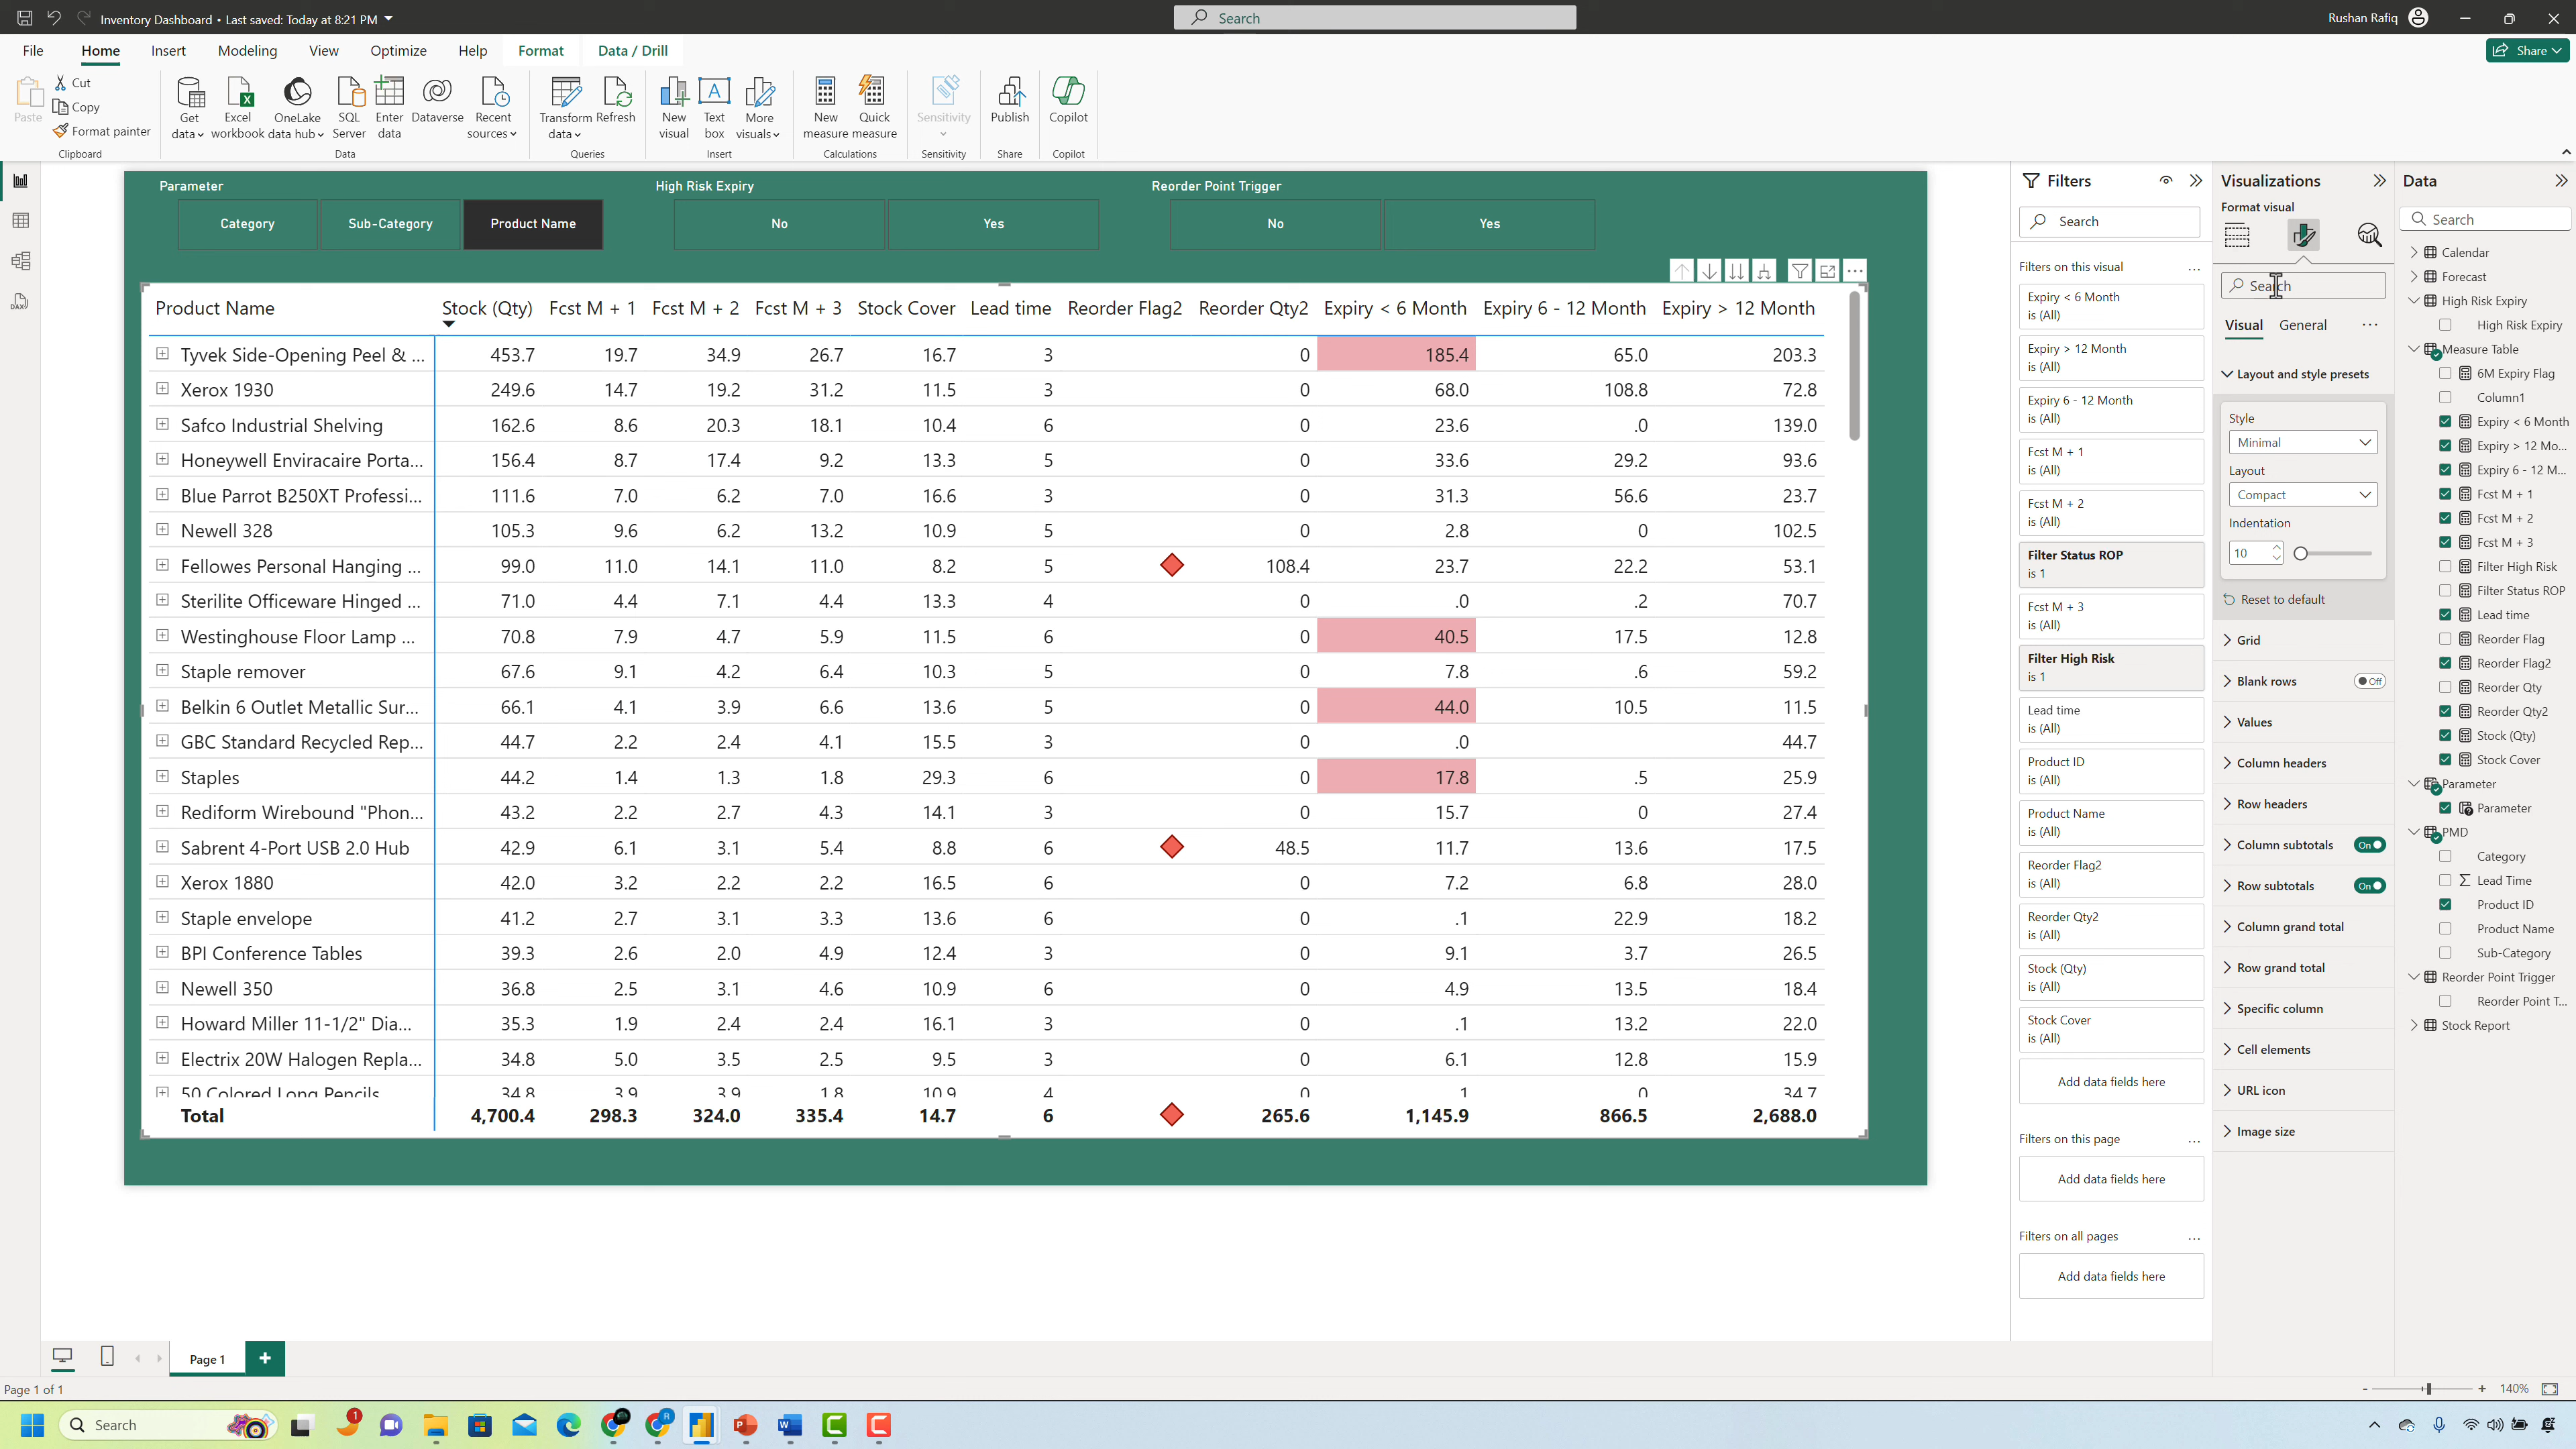 Inventory Dashboard • Last saved: Today at 8:21 PM
Search
Rushan Rafiq
File Home Insert Modeling View Optimize Help Format Data / Drill
Share
Paste
Cut
Copy
Format painter
Clipboard
Get data
Excel workbook
OneLake data hub
SQL Server
Enter data
Dataverse
Recent sources
Data
Transform data
Refresh
Queries
New visual
Text box
More visuals
Insert
New measure
Quick measure
Calculations
Sensitivity
Sensitivity
Publish
Share
Copilot
Copilot
Parameter
Category Sub-Category Product Name
High Risk Expiry
No Yes
Reorder Point Trigger
No Yes
Product Name Stock (Qty) Fcst M + 1 Fcst M + 2 Fcst M + 3 Stock Cover Lead time Reorder Flag2 Reorder Qty2 Expiry < 6 Month Expiry 6 - 12 Month Expiry > 12 Month
Tyvek Side-Opening Peel & ... 453.7 19.7 34.9 26.7 16.7 3 0 185.4 65.0 203.3
Xerox 1930 249.6 14.7 19.2 31.2 11.5 3 0 68.0 108.8 72.8
Safco Industrial Shelving 162.6 8.6 20.3 18.1 10.4 6 0 23.6 .0 139.0
Honeywell Enviracaire Porta... 156.4 8.7 17.4 9.2 13.3 5 0 33.6 29.2 93.6
Blue Parrot B250XT Professi... 111.6 7.0 6.2 7.0 16.6 3 0 31.3 56.6 23.7
Newell 328 105.3 9.6 6.2 13.2 10.9 5 0 2.8 0 102.5
Fellowes Personal Hanging ... 99.0 11.0 14.1 11.0 8.2 5 108.4 23.7 22.2 53.1
Sterilite Officeware Hinged ... 71.0 4.4 7.1 4.4 13.3 4 0 .0 .2 70.7
Westinghouse Floor Lamp ... 70.8 7.9 4.7 5.9 11.5 6 0 40.5 17.5 12.8
Staple remover 67.6 9.1 4.2 6.4 10.3 5 0 7.8 .6 59.2
Belkin 6 Outlet Metallic Sur... 66.1 4.1 3.9 6.6 13.6 5 0 44.0 10.5 11.5
GBC Standard Recycled Rep... 44.7 2.2 2.4 4.1 15.5 3 0 .0 44.7
Staples 44.2 1.4 1.3 1.8 29.3 6 0 17.8 .5 25.9
Rediform Wirebound "Phon... 43.2 2.2 2.7 4.3 14.1 3 0 15.7 0 27.4
Sabrent 4-Port USB 2.0 Hub 42.9 6.1 3.1 5.4 8.8 6 48.5 11.7 13.6 17.5
Xerox 1880 42.0 3.2 2.2 2.2 16.5 6 0 7.2 6.8 28.0
Staple envelope 41.2 2.7 3.1 3.3 13.6 6 0 .1 22.9 18.2
BPI Conference Tables 39.3 2.6 2.0 4.9 12.4 3 0 9.1 3.7 26.5
Newell 350 36.8 2.5 3.1 4.6 10.9 6 0 4.9 13.5 18.4
Howard Miller 11-1/2" Dia... 35.3 1.9 2.4 2.4 16.1 3 0 .1 13.2 22.0
Electrix 20W Halogen Repla... 34.8 5.0 3.5 2.5 9.5 3 0 6.1 12.8 15.9
50 Colored Long Pencils 34.8 3.9 3.9 1.8 10.9 4 0 .1 0 34.7
Total 4,700.4 298.3 324.0 335.4 14.7 6 265.6 1,145.9 866.5 2,688.0
Filters
Search
Filters on this visual ...
Expiry < 6 Month
is (All)
Expiry > 12 Month
is (All)
Expiry 6 - 12 Month
is (All)
Fcst M + 1
is (All)
Fcst M + 2
is (All)
Filter Status ROP
is 1
Fcst M + 3
is (All)
Filter High Risk
is 1
Lead time
is (All)
Product ID
is (All)
Product Name
is (All)
Reorder Flag2
is (All)
Reorder Qty2
is (All)
Stock (Qty)
is (All)
Stock Cover
is (All)
Add data fields here
Filters on this page ...
Add data fields here
Filters on all pages ...
Add data fields here
Visualizations
Format visual
Search
Visual General ...
Layout and style presets
Style
Minimal
Layout
Compact
Indentation
10
Reset to default
Grid
Blank rows Off
Values
Column headers
Row headers
Column subtotals On
Row subtotals On
Column grand total
Row grand total
Specific column
Cell elements
URL icon
Image size
Data
Search
Calendar
Forecast
High Risk Expiry
High Risk Expiry
Measure Table
6M Expiry Flag
Column1
Expiry < 6 Month
Expiry > 12 Mo...
Expiry 6 - 12 M...
Fcst M + 1
Fcst M + 2
Fcst M + 3
Filter High Risk
Filter Status ROP
Lead time
Reorder Flag
Reorder Flag2
Reorder Qty
Reorder Qty2
Stock (Qty)
Stock Cover
Parameter
Parameter
PMD
Category
Lead Time
Product ID
Product Name
Sub-Category
Reorder Point Trigger
Reorder Point T...
Stock Report
Page 1
Page 1 of 1
140%
Search
1